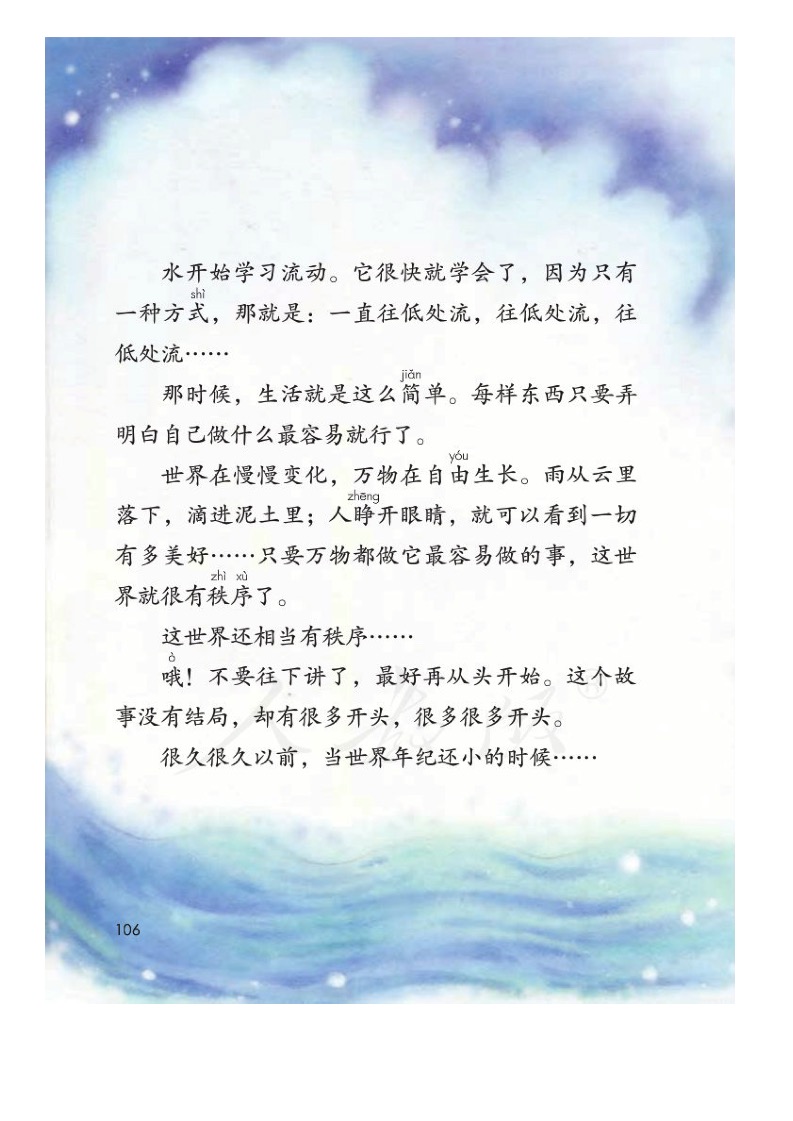 水开始学习流动。它很快就学会了，因为只有
shì
一种方式，那就是：一直往低处流，往低处流，往
低处流……
jiǎn
那时候，生活就是这么简单。每样东西只要弄
明白自己做什么最容易就行了。
yóu
世界在慢慢变化，万物在自由生长。雨从云里
zhēng
落下，滴进泥土里；人睁开眼睛，就可以看到一切
有多美好……只要万物都做它最容易做的事，这世
zhì xù
界就很有秩序了。
这世界还相当有秩序……
ò
哦！不要往下讲了，最好再从头开始。这个故
事没有结局，却有很多开头，很多很多开头。
很久很久以前，当世界年纪还小的时候……
人教版®
106